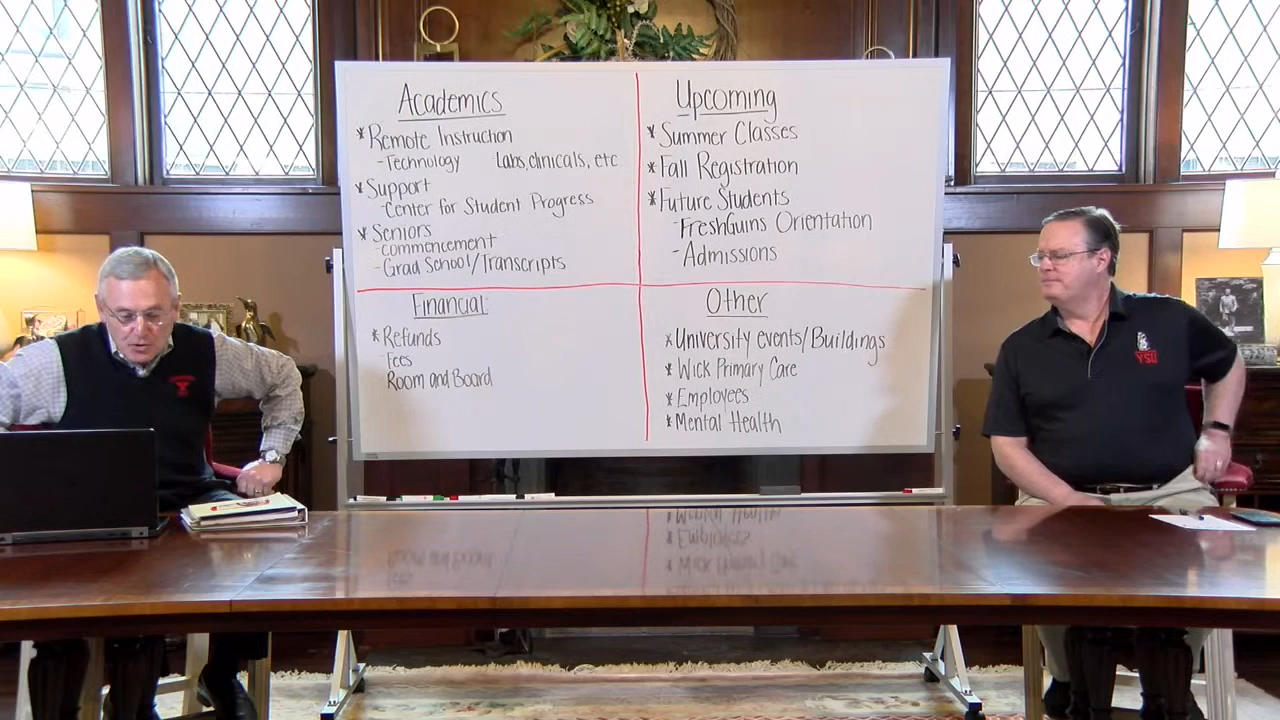 Academics
* Remote Instruction
- Technology Labs, clinicals, etc
* Support
- Center for Student Progress
* Seniors
- commencement
- Grad School/Transcripts
Upcoming
* Summer Classes
* Fall Registration
* Future Students
- FreshGuins Orientation
- Admissions
Financial
* Refunds
- Fees
Room and Board
Other
* University events/Buildings
* Wick Primary Care
* Employees
* Mental Health
YSU